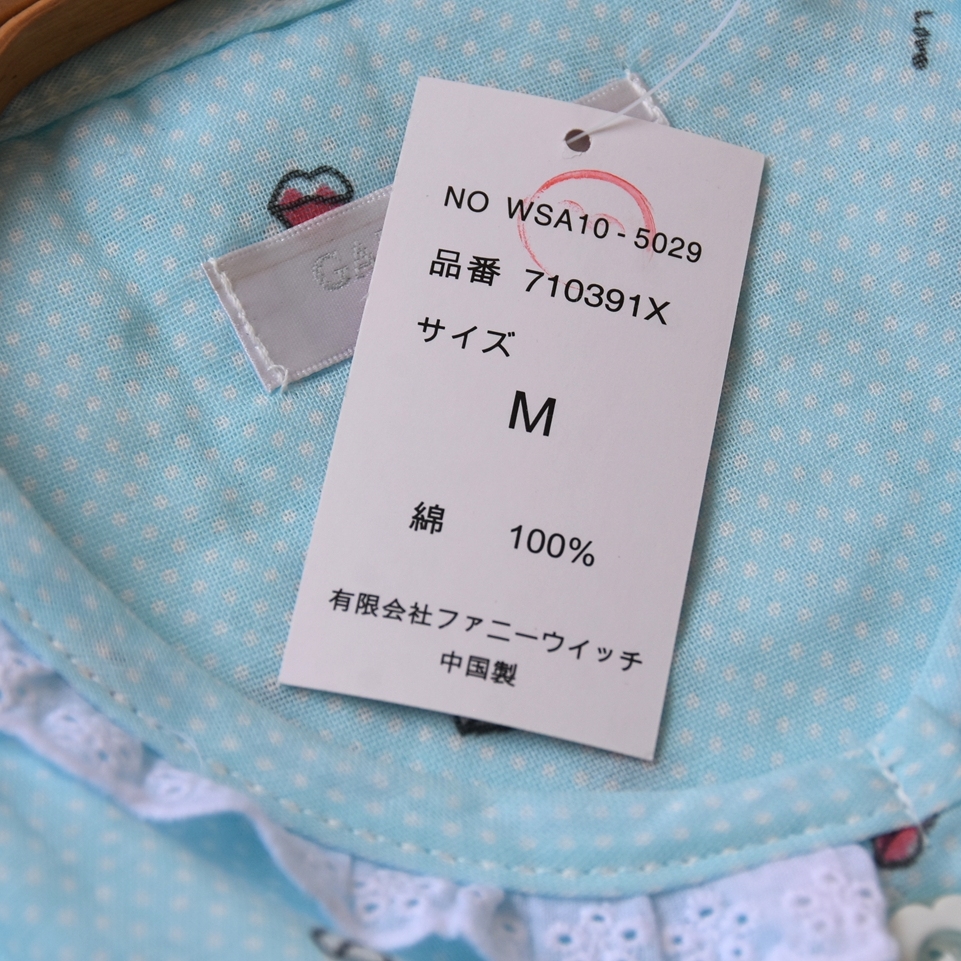 Love
NO WSA10-5029
品番 710391X
サイズ
M
綿 100%
有限会社ファニーウイッチ
中国製